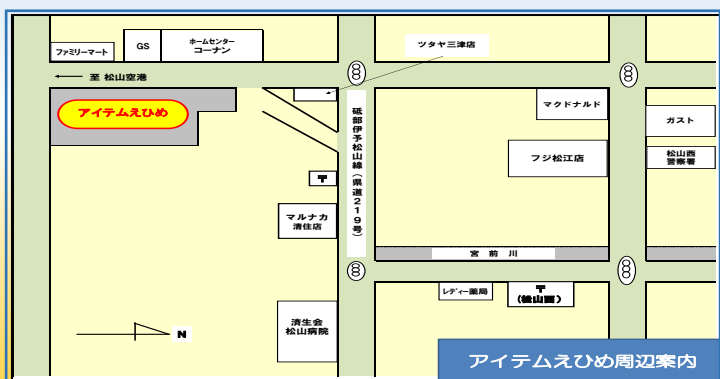 ファミリーマート
GS
ホームセンター
コーナン
ツタヤ三津店
至 松山空港
アイテムえひめ
砥部伊予松山線(県道219号)
マクドナルド
ガスト
フジ松江店
松山西
警察署
〒
マルナカ
清住店
宮前川
レディー薬局
〒
(松山西)
済生会
松山病院
N
アイテムえひめ周辺案内